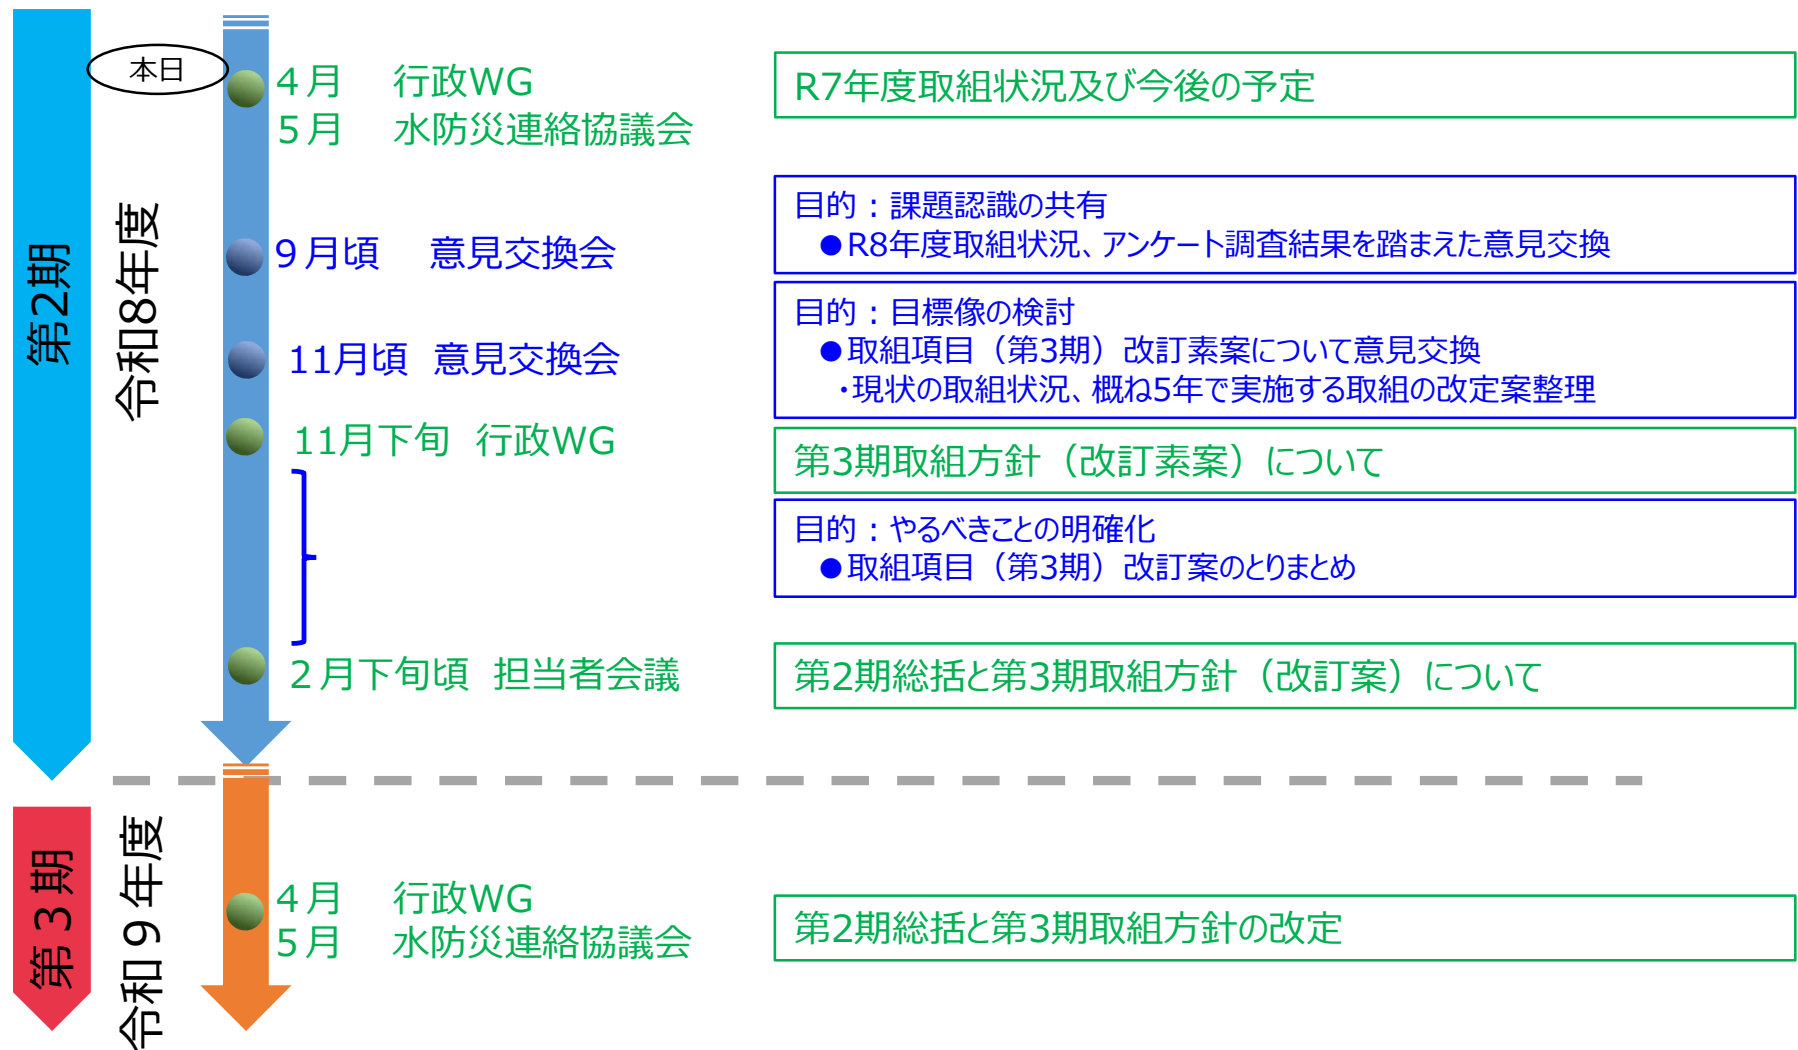 第2期
令和8年度
本日
４月　行政WG
５月　水防災連絡協議会
R7年度取組状況及び今後の予定
９月頃　意見交換会
目的：課題認識の共有
●R8年度取組状況、アンケート調査結果を踏まえた意見交換
11月頃　意見交換会
目的：目標像の検討
●取組項目（第3期）改訂素案について意見交換
・現状の取組状況、概ね5年で実施する取組の改定案整理
11月下旬　行政WG
第3期取組方針（改訂素案）について
目的：やるべきことの明確化
●取組項目（第3期）改訂案のとりまとめ
２月下旬頃　担当者会議
第2期総括と第3期取組方針（改訂案）について
第３期
令和９年度
４月　行政WG
５月　水防災連絡協議会
第2期総括と第3期取組方針の改定